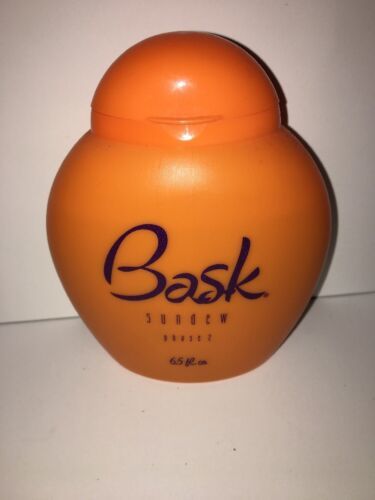 Bask®
sundew
phase 2
6.5 fl oz